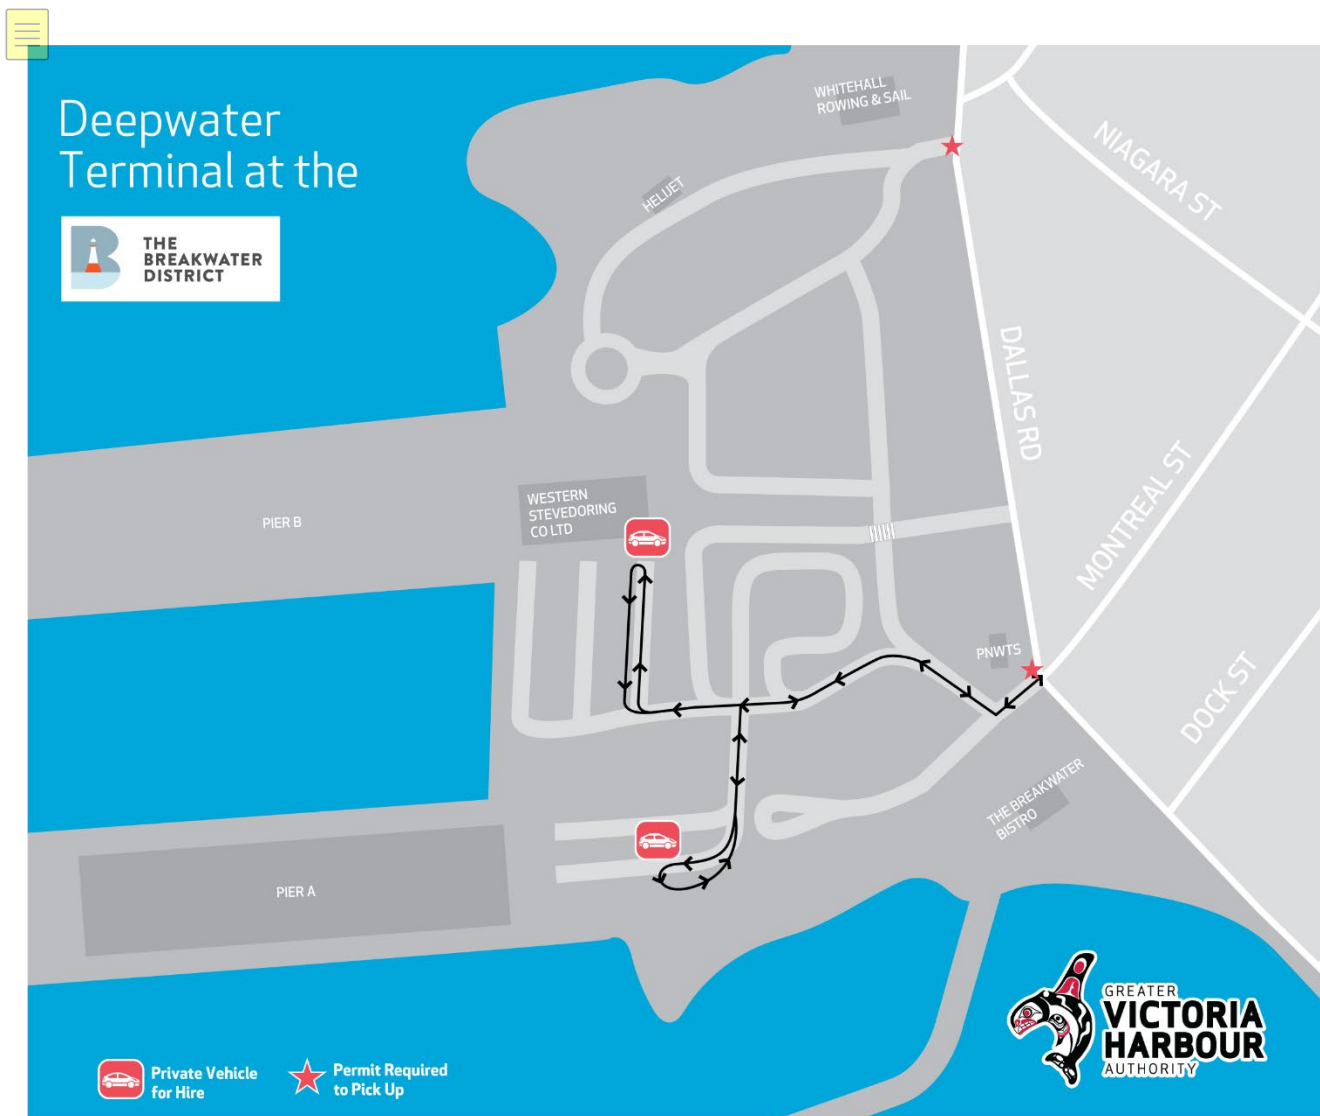 Deepwater
Terminal at the
THE
BREAKWATER
DISTRICT
WHITEHALL
ROWING & SAIL
NIAGARA ST
HELIJET
DALLAS RD
MONTREAL ST
WESTERN
STEVEDORING
CO LTD
PIER B
PNWTS
DOCK ST
THE BREAKWATER
BISTRO
PIER A
GREATER
VICTORIA
HARBOUR
AUTHORITY
Private Vehicle
for Hire
Permit Required
to Pick Up